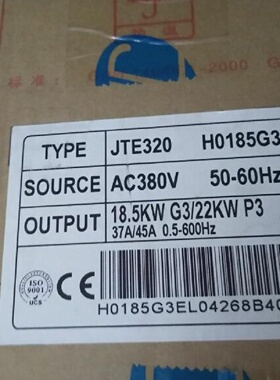 TYPE JTE320 H0185G3
SOURCE AC380V 50-60Hz
OUTPUT 18.5KW G3/22KW P3
37A/45A 0.5-600Hz
ISO
9001
UCS
CE
H0185G3EL04268B40